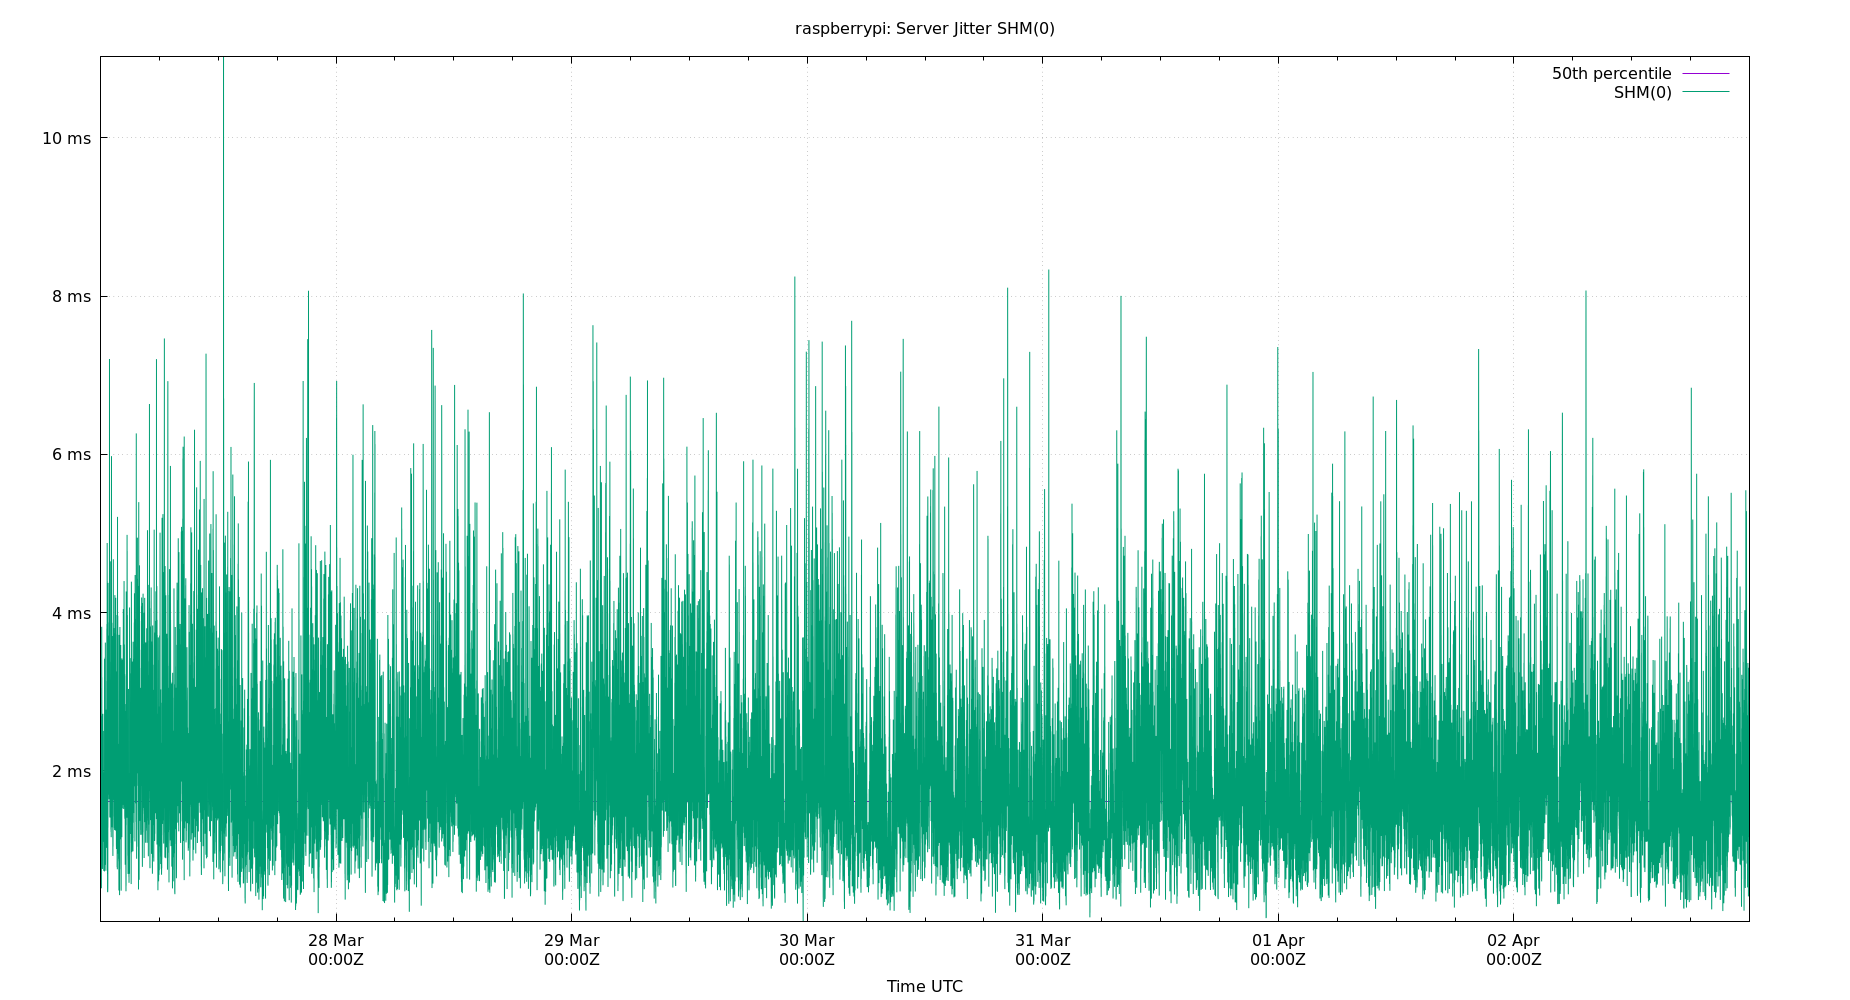 raspberrypi: Server Jitter SHM(0)
50th percentile
SHM(0)
10 ms
8 ms
6 ms
4 ms
2 ms
28 Mar
00:00Z
29 Mar
00:00Z
30 Mar
00:00Z
31 Mar
00:00Z
01 Apr
00:00Z
02 Apr
00:00Z
Time UTC